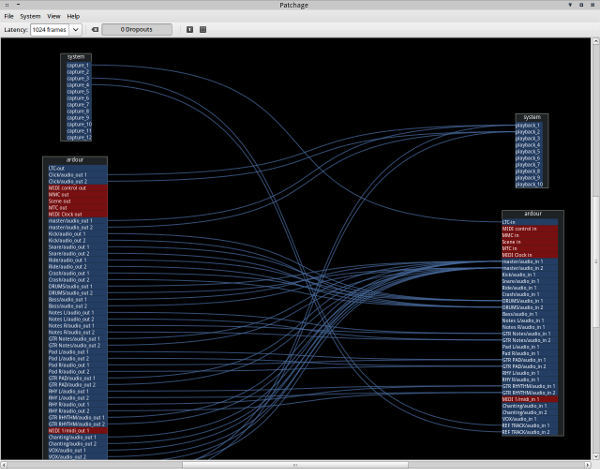 Patchage
File System View Help
Latency: 1024 frames 0 Dropouts
system
capture_1
capture_2
capture_3
capture_4
capture_5
capture_6
capture_7
capture_8
capture_9
capture_10
capture_11
capture_12
ardour
LTC-out
Click/audio_out 1
Click/audio_out 2
MIDI control out
MMC out
Scene out
MTC out
MIDI Clock out
master/audio_out 1
master/audio_out 2
Kick/audio_out 1
Kick/audio_out 2
Snare/audio_out 1
Snare/audio_out 2
Ride/audio_out 1
Ride/audio_out 2
Crash/audio_out 1
Crash/audio_out 2
DRUMS/audio_out 1
DRUMS/audio_out 2
Bass/audio_out 1
Bass/audio_out 2
Notes L/audio_out 1
Notes L/audio_out 2
Notes R/audio_out 1
Notes R/audio_out 2
GTR Notes/audio_out 1
GTR Notes/audio_out 2
Pad L/audio_out 1
Pad L/audio_out 2
Pad R/audio_out 1
Pad R/audio_out 2
GTR PAD/audio_out 1
GTR PAD/audio_out 2
RHY L/audio_out 1
RHY L/audio_out 2
RHY R/audio_out 1
RHY R/audio_out 2
GTR RHYTHM/audio_out 1
GTR RHYTHM/audio_out 2
MIDI 1/midi_out 1
Chanting/audio_out 1
Chanting/audio_out 2
VOX/audio_out 1
VOX/audio_out 2
system
playback_1
playback_2
playback_3
playback_4
playback_5
playback_6
playback_7
playback_8
playback_9
playback_10
ardour
LTC-in
MIDI control in
MMC in
Scene in
MTC in
MIDI Clock in
master/audio_in 1
master/audio_in 2
Kick/audio_in 1
Snare/audio_in 1
Ride/audio_in 1
Crash/audio_in 1
DRUMS/audio_in 1
DRUMS/audio_in 2
Bass/audio_in 1
Notes L/audio_in 1
Notes R/audio_in 1
GTR Notes/audio_in 1
GTR Notes/audio_in 2
Pad L/audio_in 1
Pad R/audio_in 1
GTR PAD/audio_in 1
GTR PAD/audio_in 2
RHY L/audio_in 1
RHY R/audio_in 1
GTR RHYTHM/audio_in 1
GTR RHYTHM/audio_in 2
MIDI 1/midi_in 1
Chanting/audio_in 1
Chanting/audio_in 2
VOX/audio_in 1
REF TRACK/audio_in 1
REF TRACK/audio_in 2